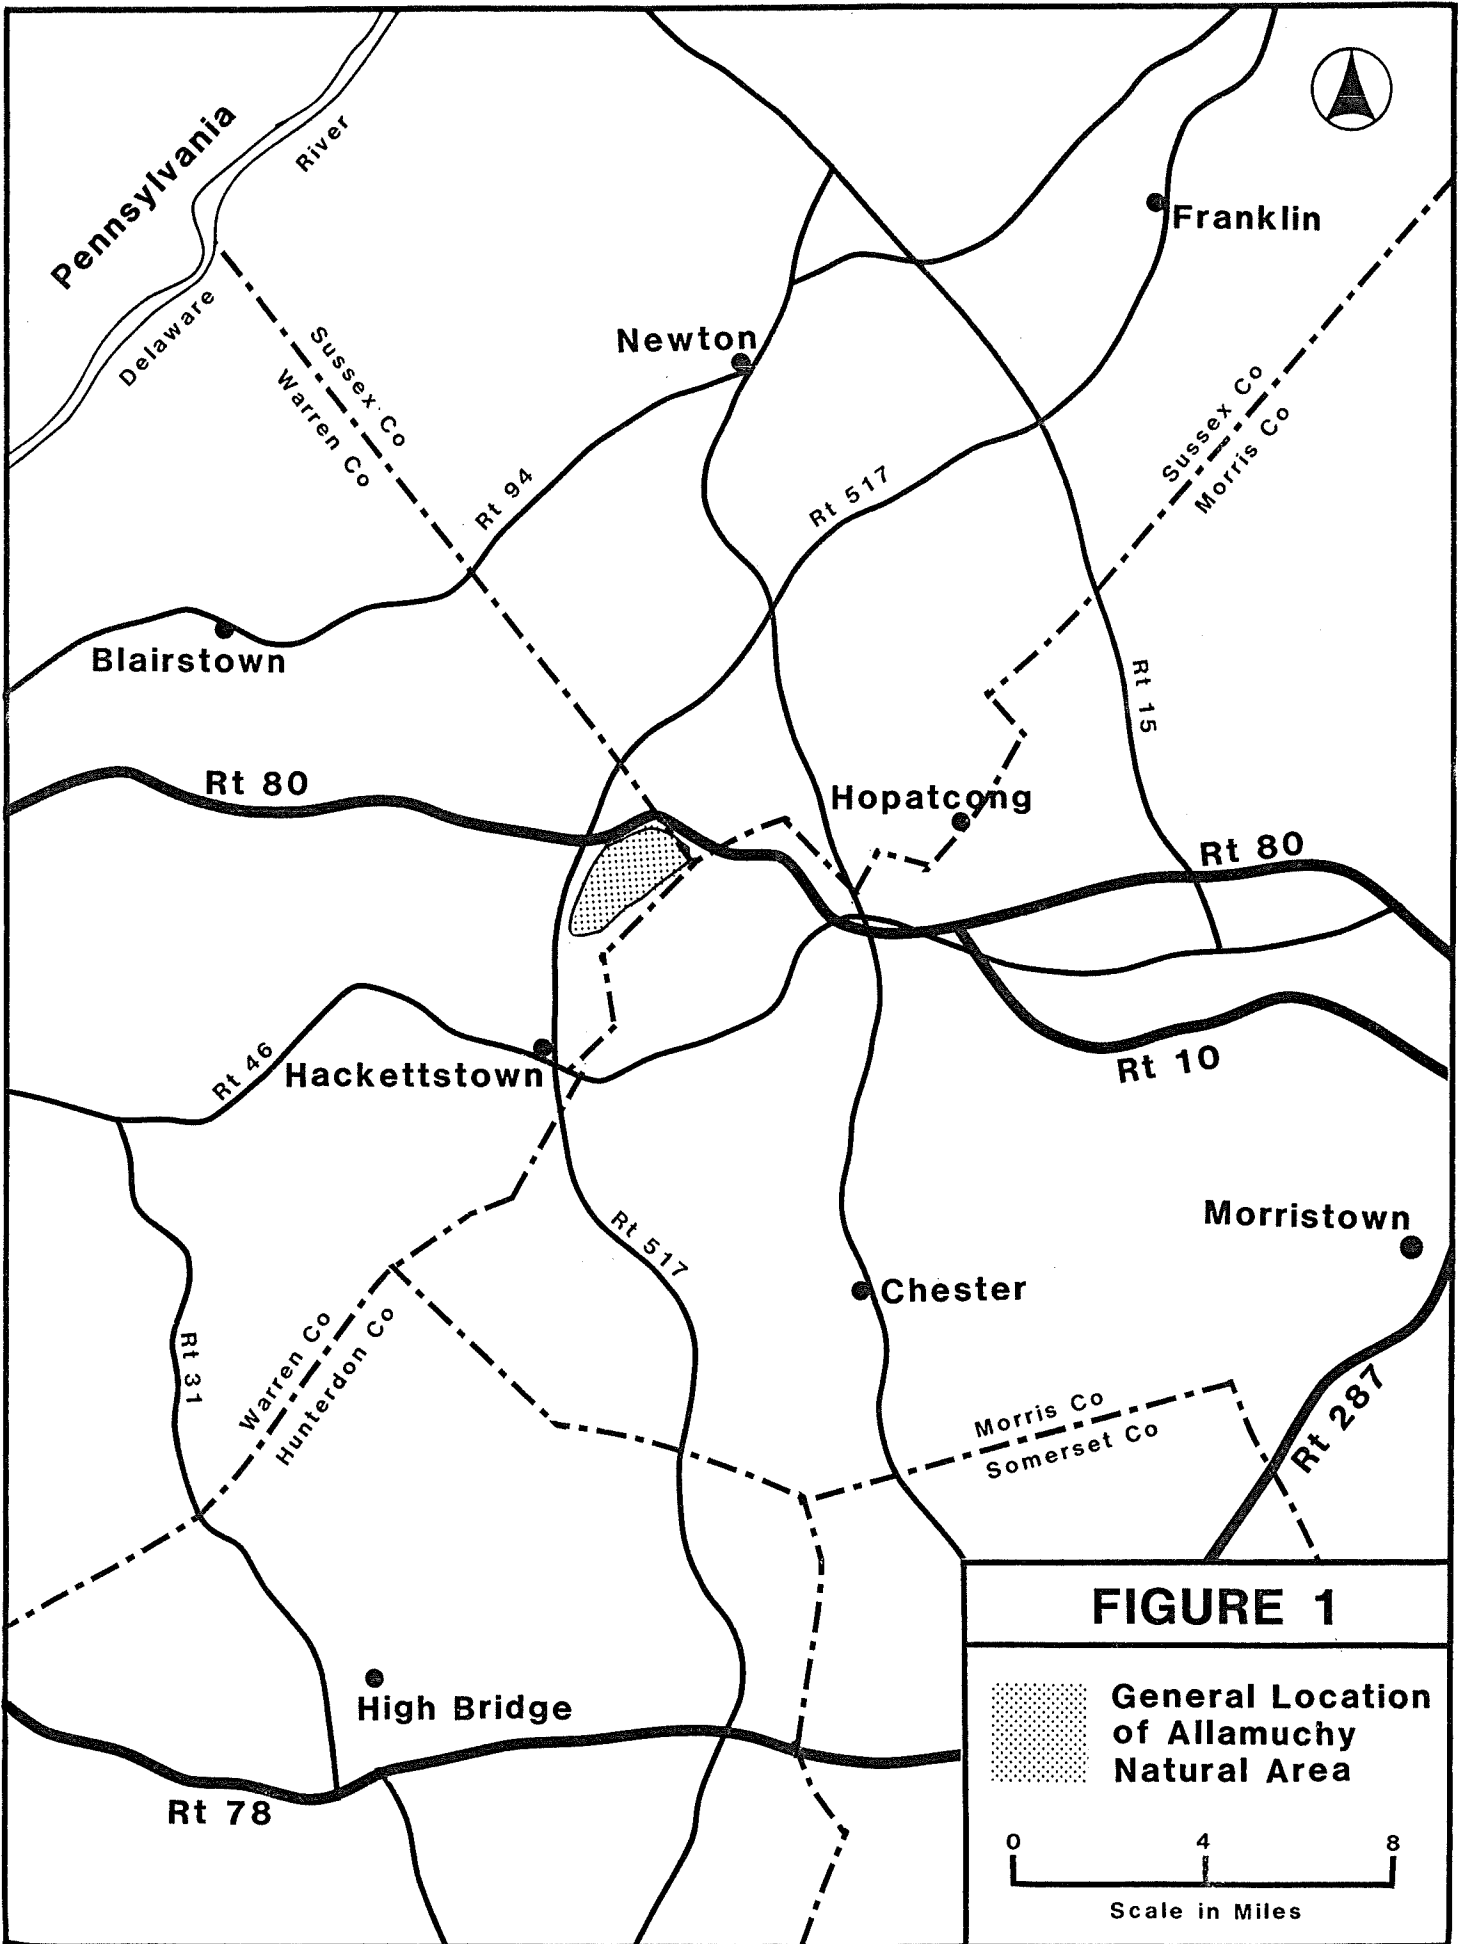 Pennsylvania
River
Delaware
Franklin
Newton
Sussex Co
Warren Co
Sussex Co
Morris Co
Rt 94
Rt 517
Blairstown
Rt 15
Rt 80
Hopatcong
Rt 80
Rt 46
Hackettstown
Rt 10
Rt 517
Morristown
Chester
Warren Co
Hunterdon Co
Rt 31
Morris Co
Somerset Co
Rt 287
High Bridge
Rt 78
FIGURE 1
General Location
of Allamuchy
Natural Area
0 4 8
Scale in Miles